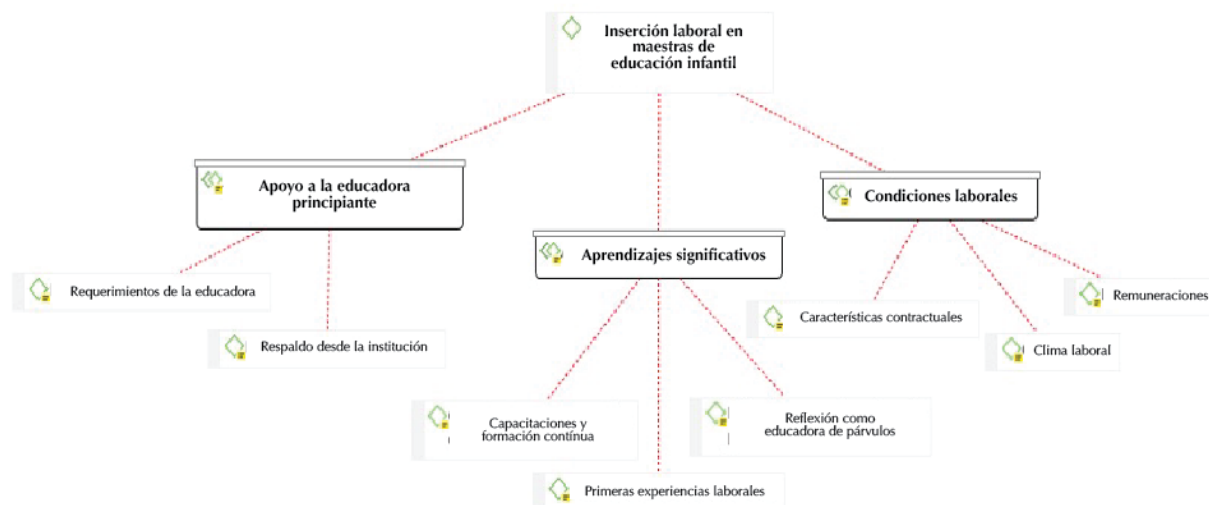 Inserción laboral en
maestras de
educación infantil
Apoyo a la educadora
principiante
Condiciones laborales
Aprendizajes significativos
Requerimientos de la educadora
Respaldo desde la institución
Remuneraciones
Características contractuales
Clima laboral
Capacitaciones y
formación contínua
Reflexión como
educadora de párvulos
Primeras experiencias laborales